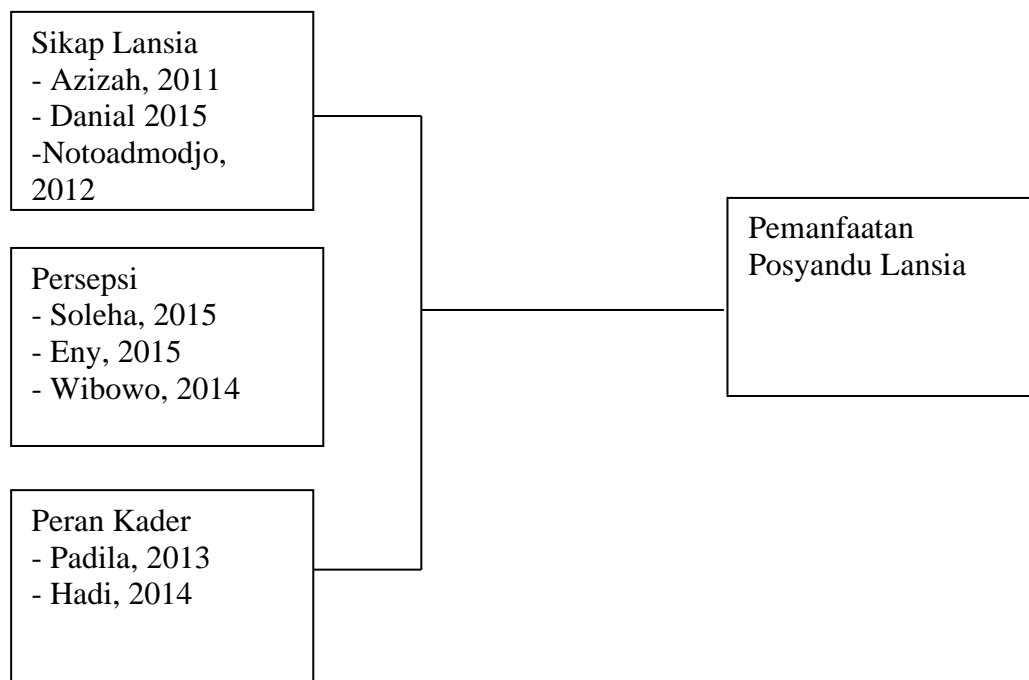 Sikap Lansia
- Azizah, 2011
- Danial 2015
-Notoadmodjo,
2012
Persepsi
- Soleha, 2015
- Eny, 2015
- Wibowo, 2014
Peran Kader
- Padila, 2013
- Hadi, 2014
Pemanfaatan
Posyandu Lansia